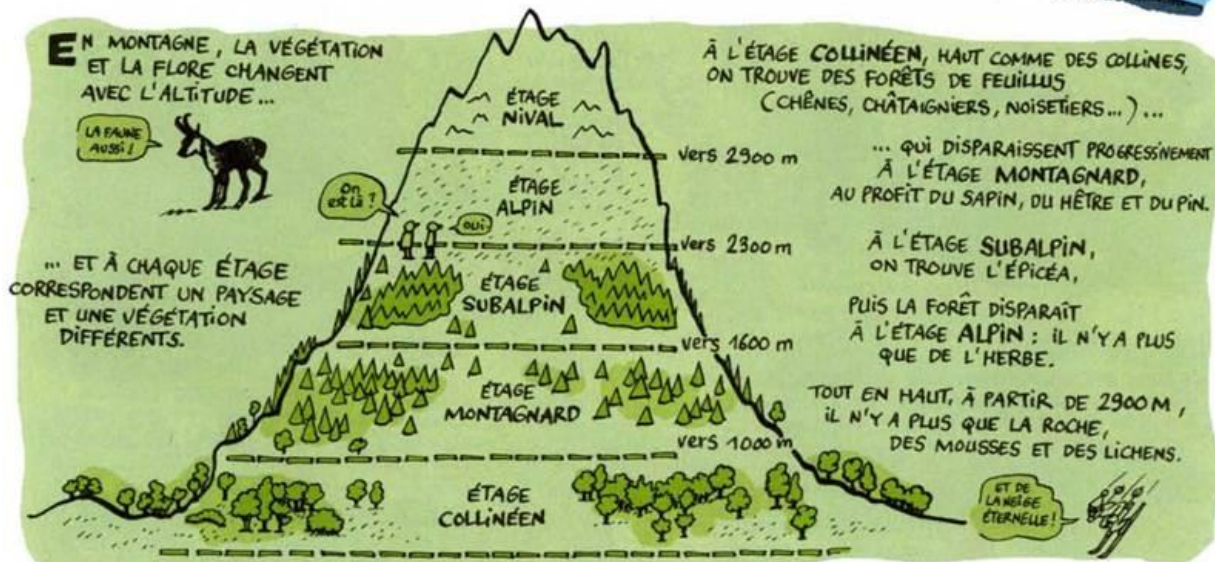 EN MONTAGNE, LA VÉGÉTATION
ET LA FLORE CHANGENT
AVEC L'ALTITUDE...
LA FAUNE
AUSSI!
... ET À CHAQUE ÉTAGE
CORRESPONDENT UN PAYSAGE
ET UNE VÉGÉTATION
DIFFÉRENTS.
ÉTAGE
NIVAL
vers 2900 m
ÉTAGE
ALPIN
On
est là?
OUI
vers 2300 m
ÉTAGE
SUBALPIN
vers 1600 m
ÉTAGE
MONTAGNARD
vers 1000 m
ÉTAGE
COLLINÉEN
À L'ÉTAGE COLLINÉEN, HAUT COMME DES COLLINES,
ON TROUVE DES FORÊTS DE FEUILLUS
(CHÊNES, CHÂTAIGNIERS, NOISETIERS...)...
... QUI DISPARAISSENT PROGRESSIVEMENT
À L'ÉTAGE MONTAGNARD,
AU PROFIT DU SAPIN, DU HÊTRE ET DU PIN.
À L'ÉTAGE SUBALPIN,
ON TROUVE L'ÉPICÉA,
PUIS LA FORÊT DISPARAÎT
À L'ÉTAGE ALPIN : IL N'Y A PLUS
QUE DE L'HERBE.
TOUT EN HAUT, À PARTIR DE 2900 M,
IL N'Y A PLUS QUE LA ROCHE,
DES MOUSSES ET DES LICHENS.
ET DE
LA NEIGE
ÉTERNELLE!